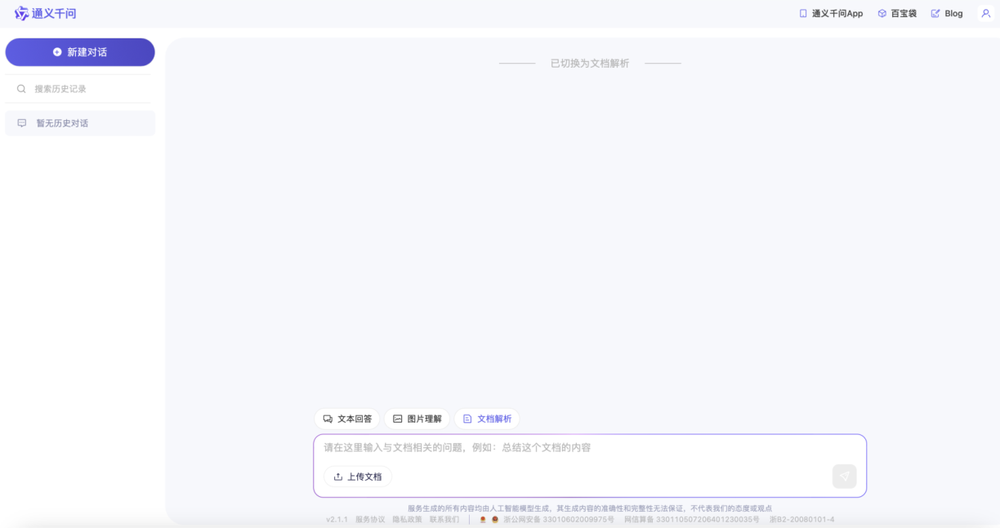 通义千问
通义千问App 百宝袋 Blog
新建对话
搜索历史记录
暂无历史对话
已切换为文档解析
文本回答 图片理解 文档解析
请在这里输入与文档相关的问题，例如：总结这个文档的内容
上传文档
服务生成的所有内容均由人工智能模型生成，其生成内容的准确性和完整性无法保证，不代表我们的态度或观点
v2.1.1 服务协议 隐私政策 联系我们 | 浙公网安备 33010602009975号 网信算备 330110507206401230035号 浙B2-20080101-4